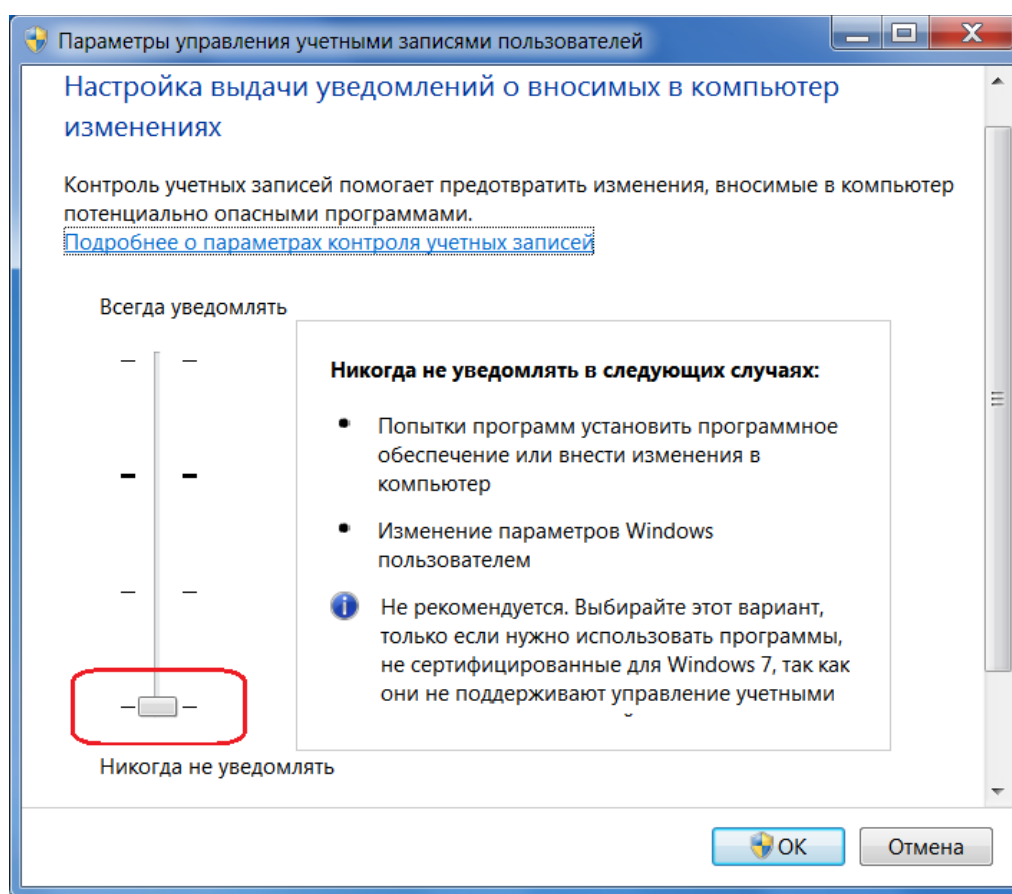 Параметры управления учетными записями пользователей
Настройка выдачи уведомлений о вносимых в компьютер
изменениях
Контроль учетных записей помогает предотвратить изменения, вносимые в компьютер
потенциально опасными программами.
Подробнее о параметрах контроля учетных записей
Всегда уведомлять
Никогда не уведомлять в следующих случаях:
Попытки программ установить программное
обеспечение или внести изменения в
компьютер
Изменение параметров Windows
пользователем
Не рекомендуется. Выбирайте этот вариант,
только если нужно использовать программы,
не сертифицированные для Windows 7, так как
они не поддерживают управление учетными
Никогда не уведомлять
OK
Отмена